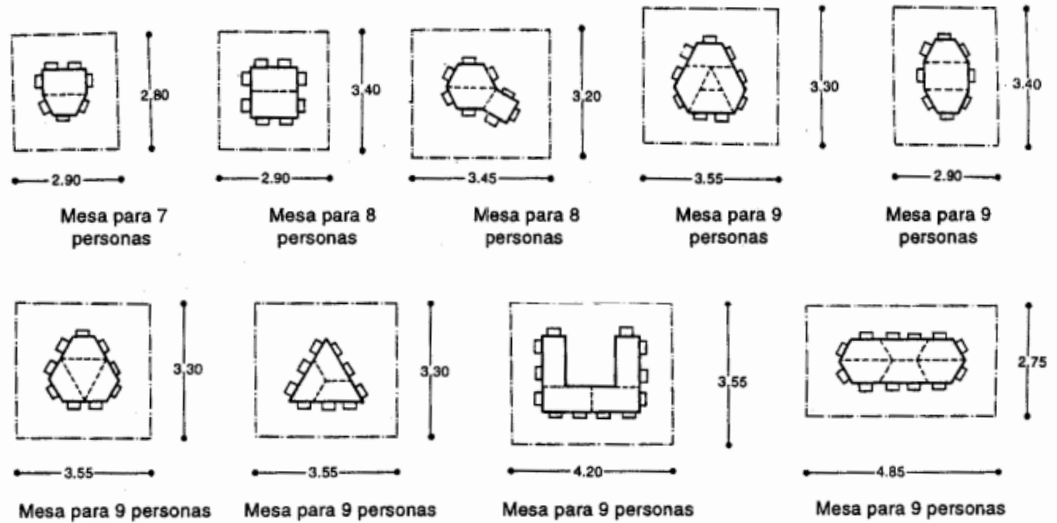 2.80
2.90
Mesa para 7
personas
3.40
2.90
Mesa para 8
personas
3.20
3.45
Mesa para 8
personas
3.30
3.55
Mesa para 9
personas
3.40
2.90
Mesa para 9
personas
3.30
3.55
Mesa para 9 personas
3.30
3.55
Mesa para 9 personas
3.55
4.20
Mesa para 9 personas
2.75
4.85
Mesa para 9 personas